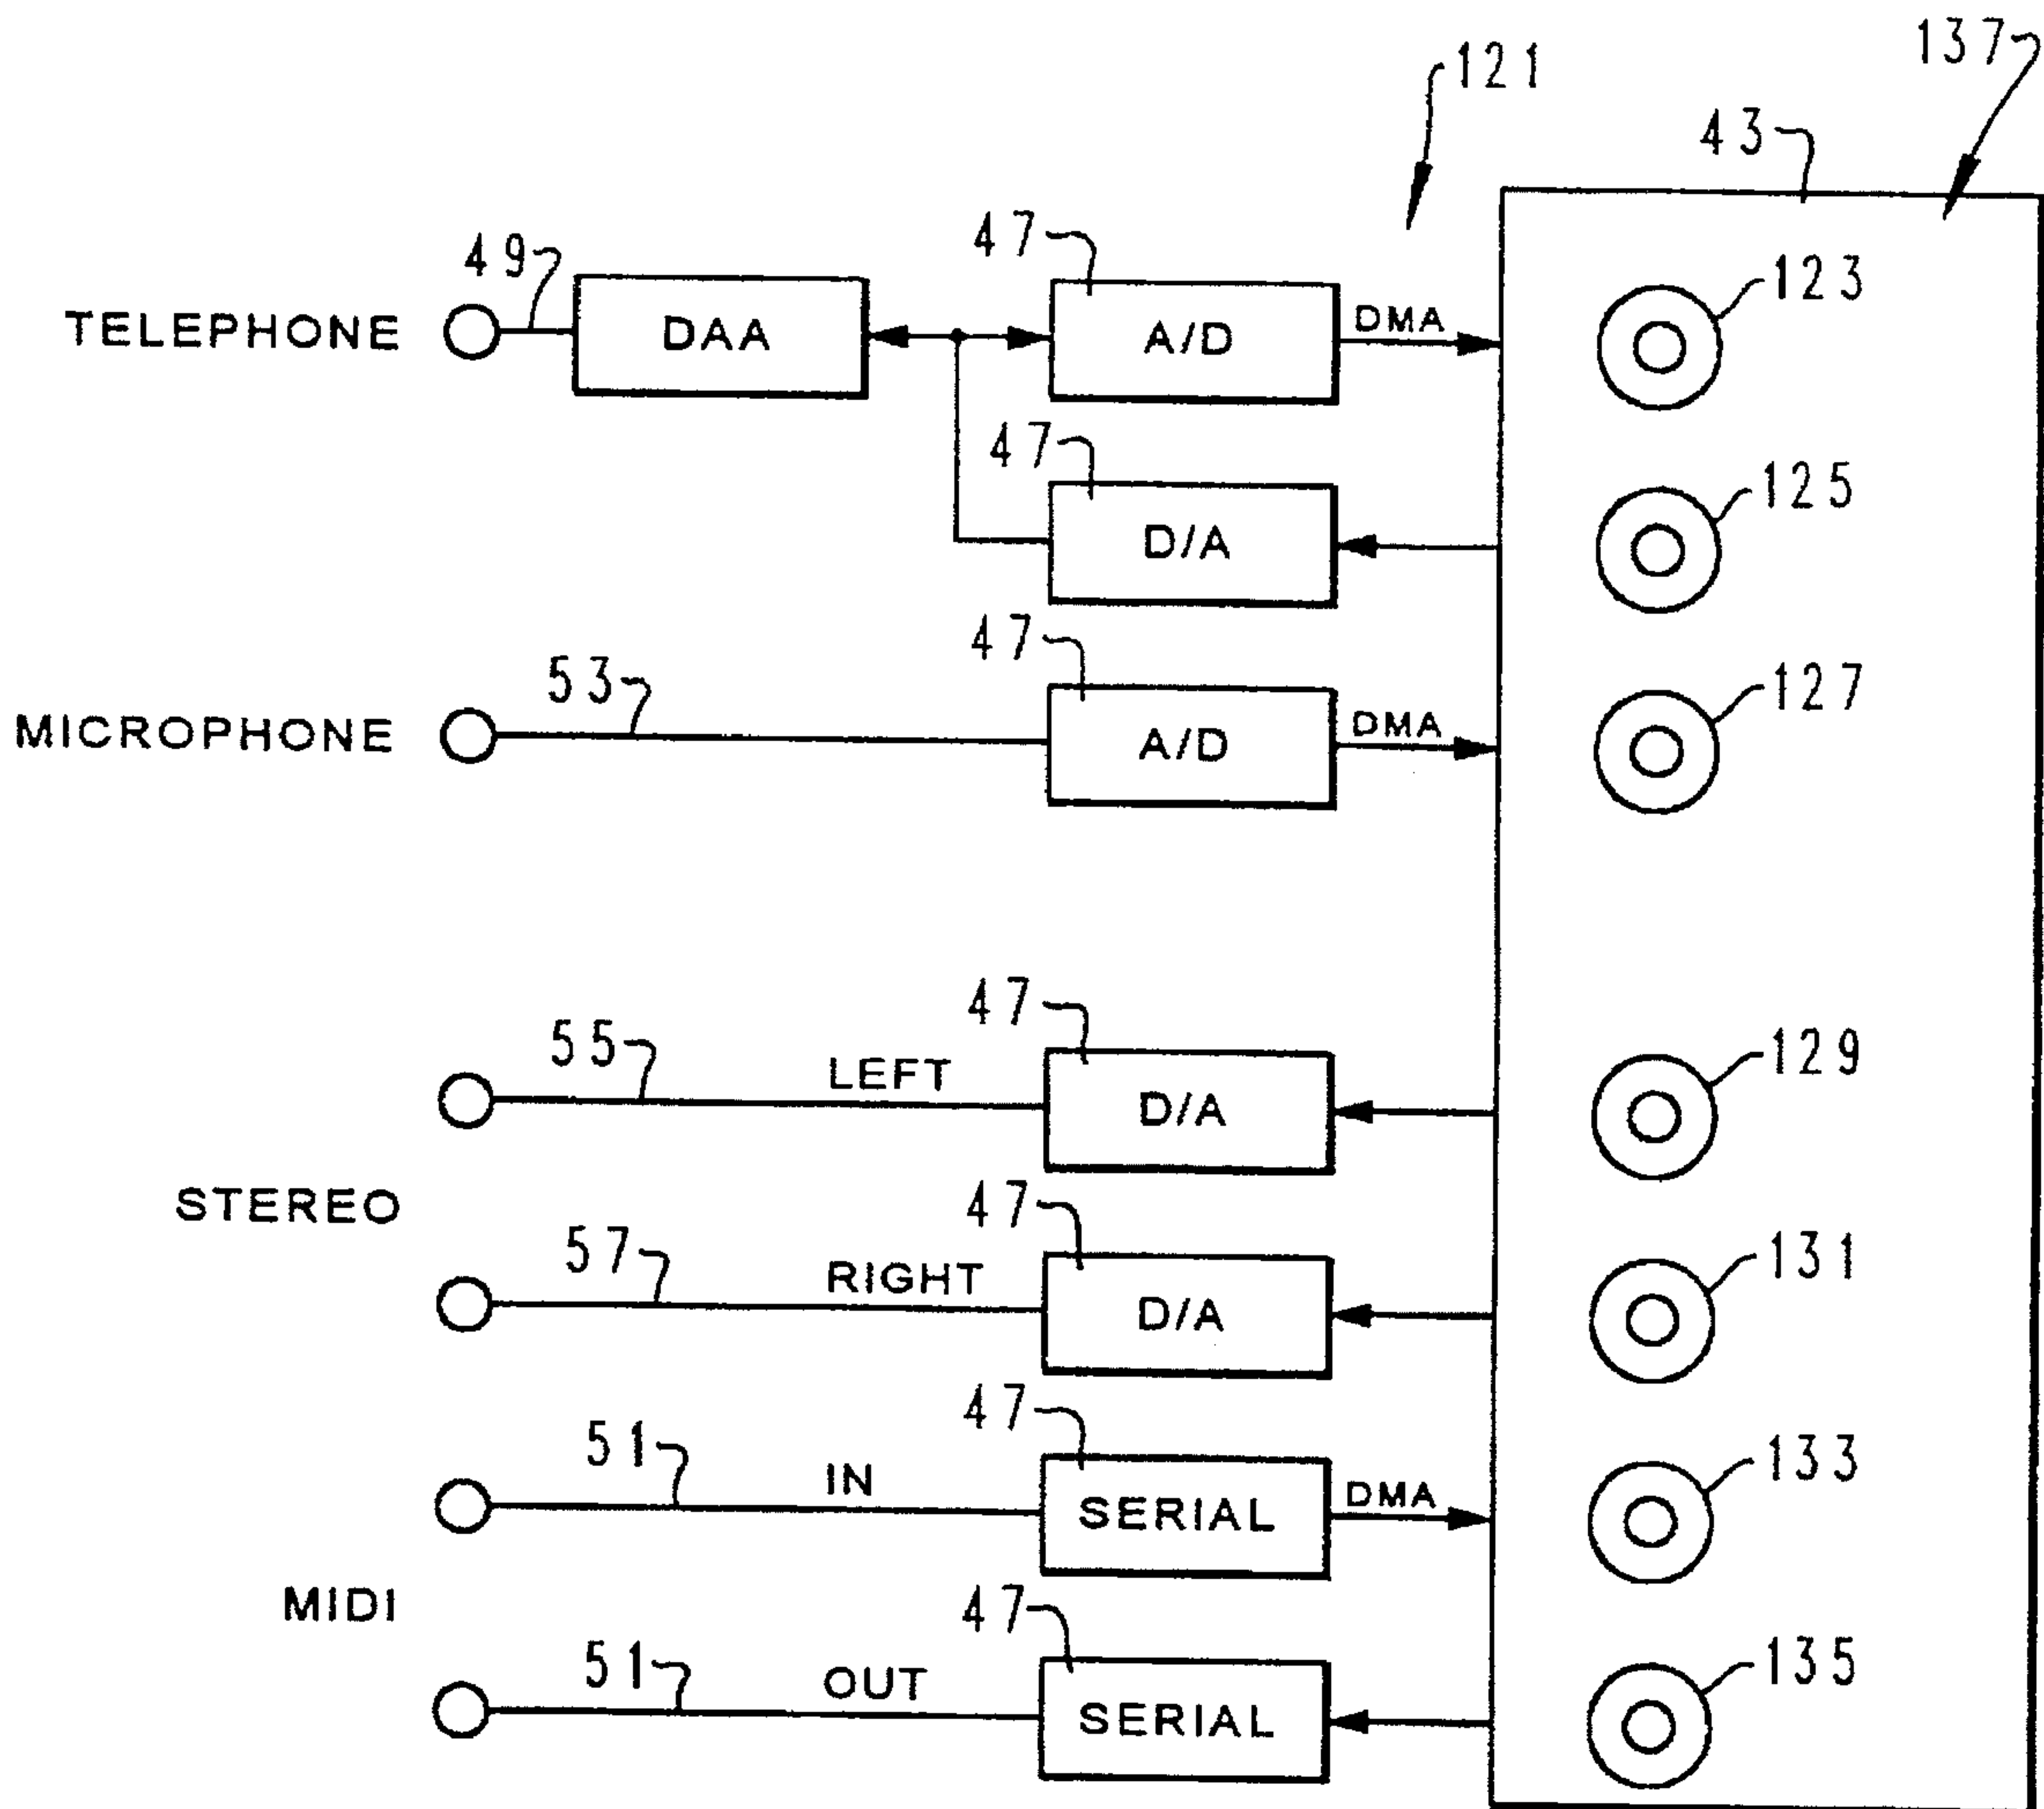 137
121
43
47
49
TELEPHONE
DAA
A/D
DMA
123
47
D/A
125
47
53
MICROPHONE
A/D
DMA
127
47
55
LEFT
D/A
129
STEREO
47
57
RIGHT
D/A
131
47
51
IN
SERIAL
DMA
133
MIDI
47
51
OUT
SERIAL
135